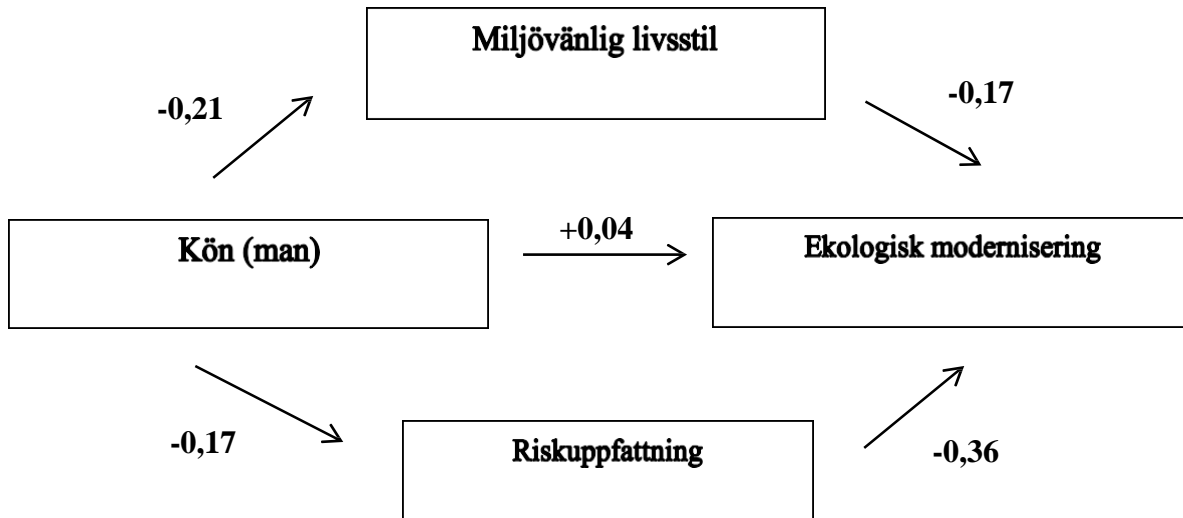 Miljövänlig livsstil
-0,21
-0,17
Kön (man)
+0,04
Ekologisk modernisering
-0,17
Riskuppfattning
-0,36